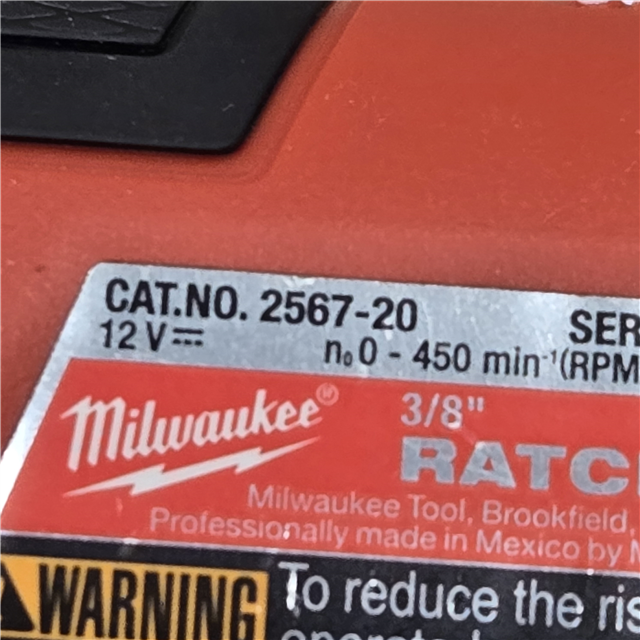 CAT.NO. 2567-20 SER
12 V⎓ n₀ 0 - 450 min⁻¹(RPM
Milwaukee® 3/8"
RATC
Milwaukee Tool, Brookfield
Professionally made in Mexico by M
WARNING To reduce the ris